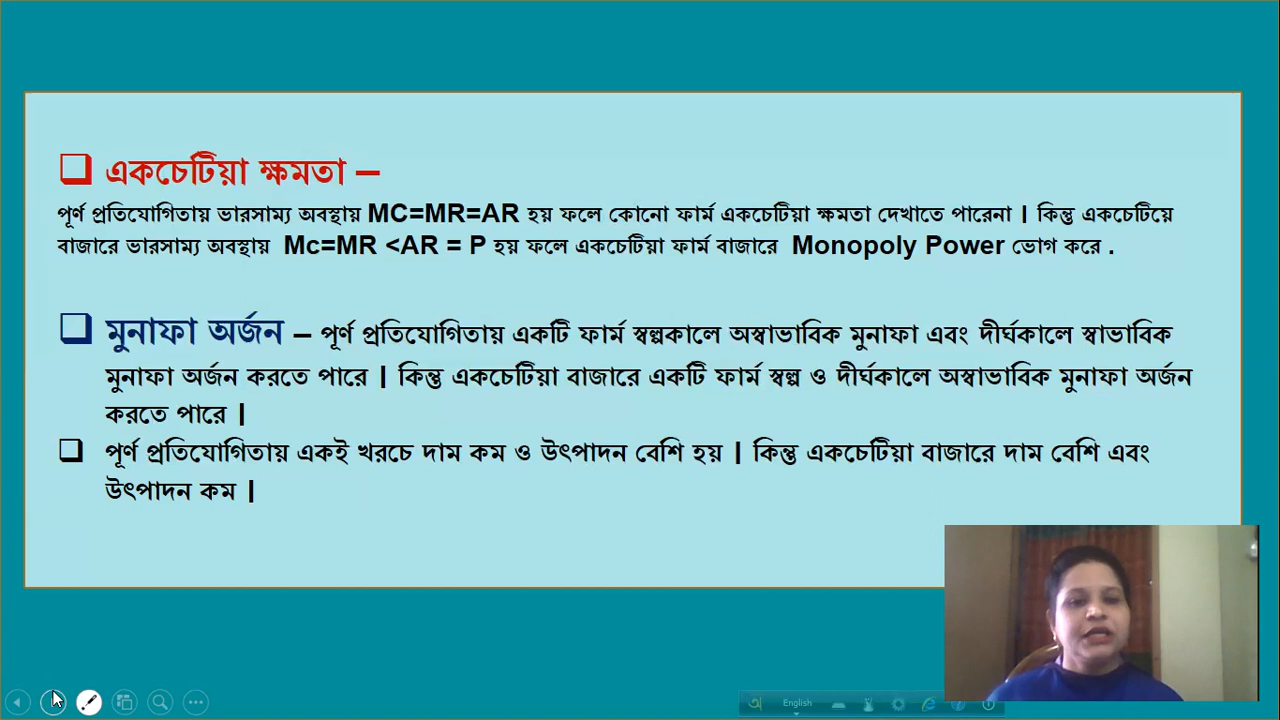 একচেটিয়া ক্ষমতা –
পূর্ণ প্রতিযোগিতায় ভারসাম্য অবস্থায় MC=MR=AR হয় ফলে কোনো ফার্ম একচেটিয়া ক্ষমতা দেখাতে পারেনা | কিন্তু একচেটিয়ে
বাজারে ভারসাম্য অবস্থায় Mc=MR <AR = P হয় ফলে একচেটিয়া ফার্ম বাজারে Monopoly Power ভোগ করে .
মুনাফা অর্জন – পূর্ণ প্রতিযোগিতায় একটি ফার্ম স্বল্পকালে অস্বাভাবিক মুনাফা এবং দীর্ঘকালে স্বাভাবিক
মুনাফা অর্জন করতে পারে | কিন্তু একচেটিয়া বাজারে একটি ফার্ম স্বল্প ও দীর্ঘকালে অস্বাভাবিক মুনাফা অর্জন
করতে পারে |
পূর্ণ প্রতিযোগিতায় একই খরচে দাম কম ও উৎপাদন বেশি হয় | কিন্তু একচেটিয়া বাজারে দাম বেশি এবং
উৎপাদন কম |
অ English